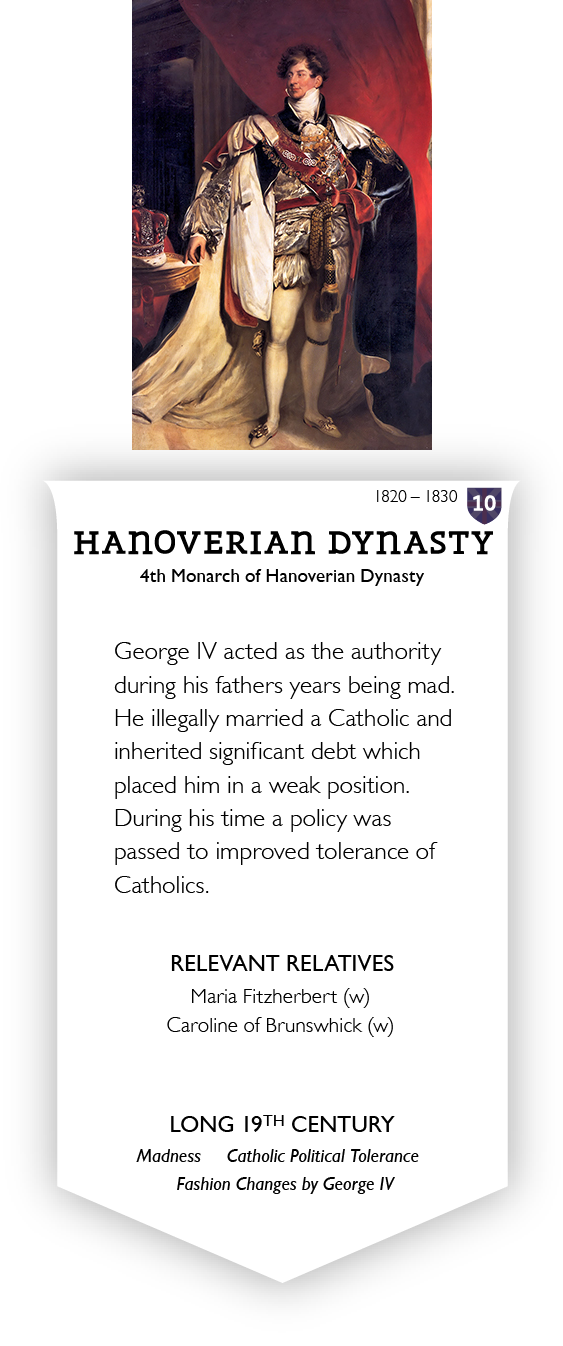 1820 – 1830 10
HANOVERIAN DYNASTY
4th Monarch of Hanoverian Dynasty
George IV acted as the authority
during his fathers years being mad.
He illegally married a Catholic and
inherited significant debt which
placed him in a weak position.
During his time a policy was
passed to improved tolerance of
Catholics.
RELEVANT RELATIVES
Maria Fitzherbert (w)
Caroline of Brunswhick (w)
LONG 19TH CENTURY
Madness Catholic Political Tolerance
Fashion Changes by George IV